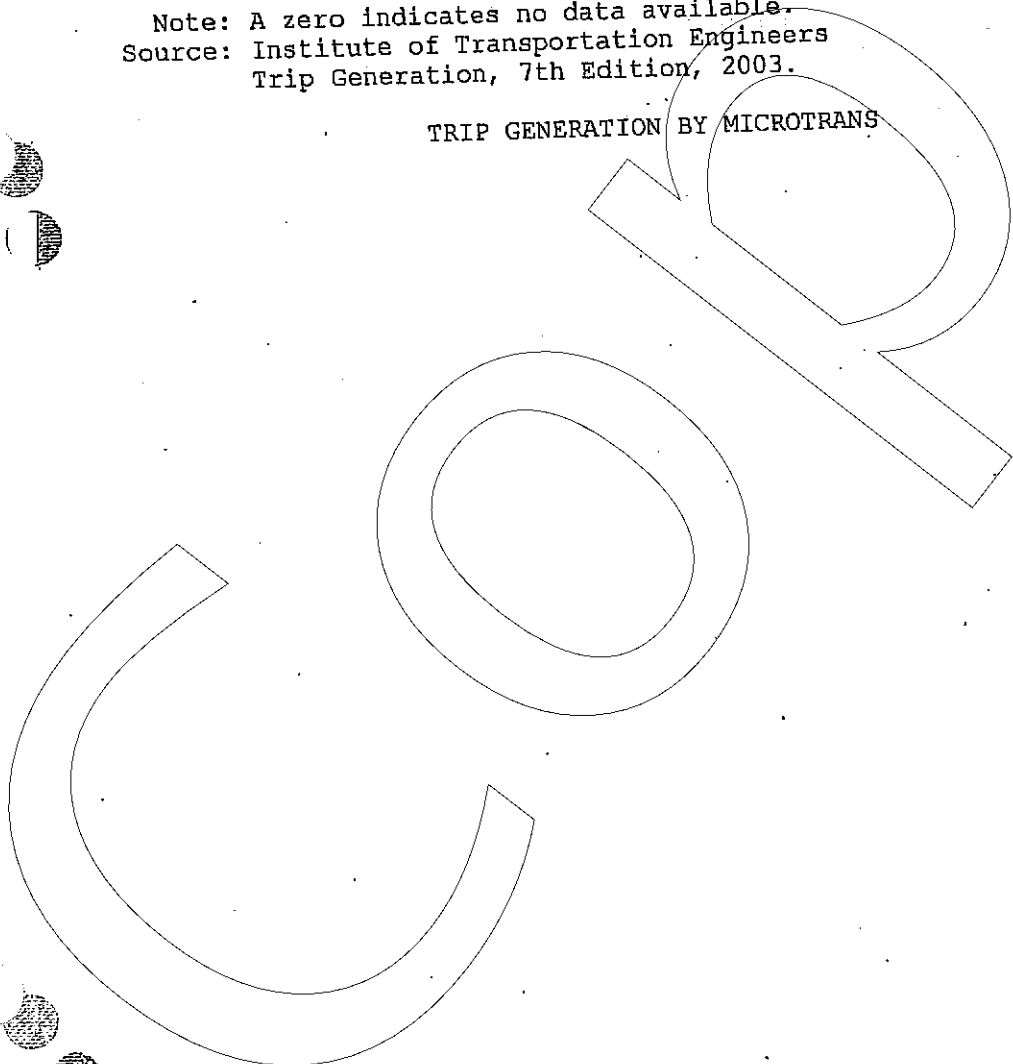 Note: A zero indicates no data available.
Source: Institute of Transportation Engineers
Trip Generation, 7th Edition, 2003.
TRIP GENERATION BY MICROTRANS
Cop